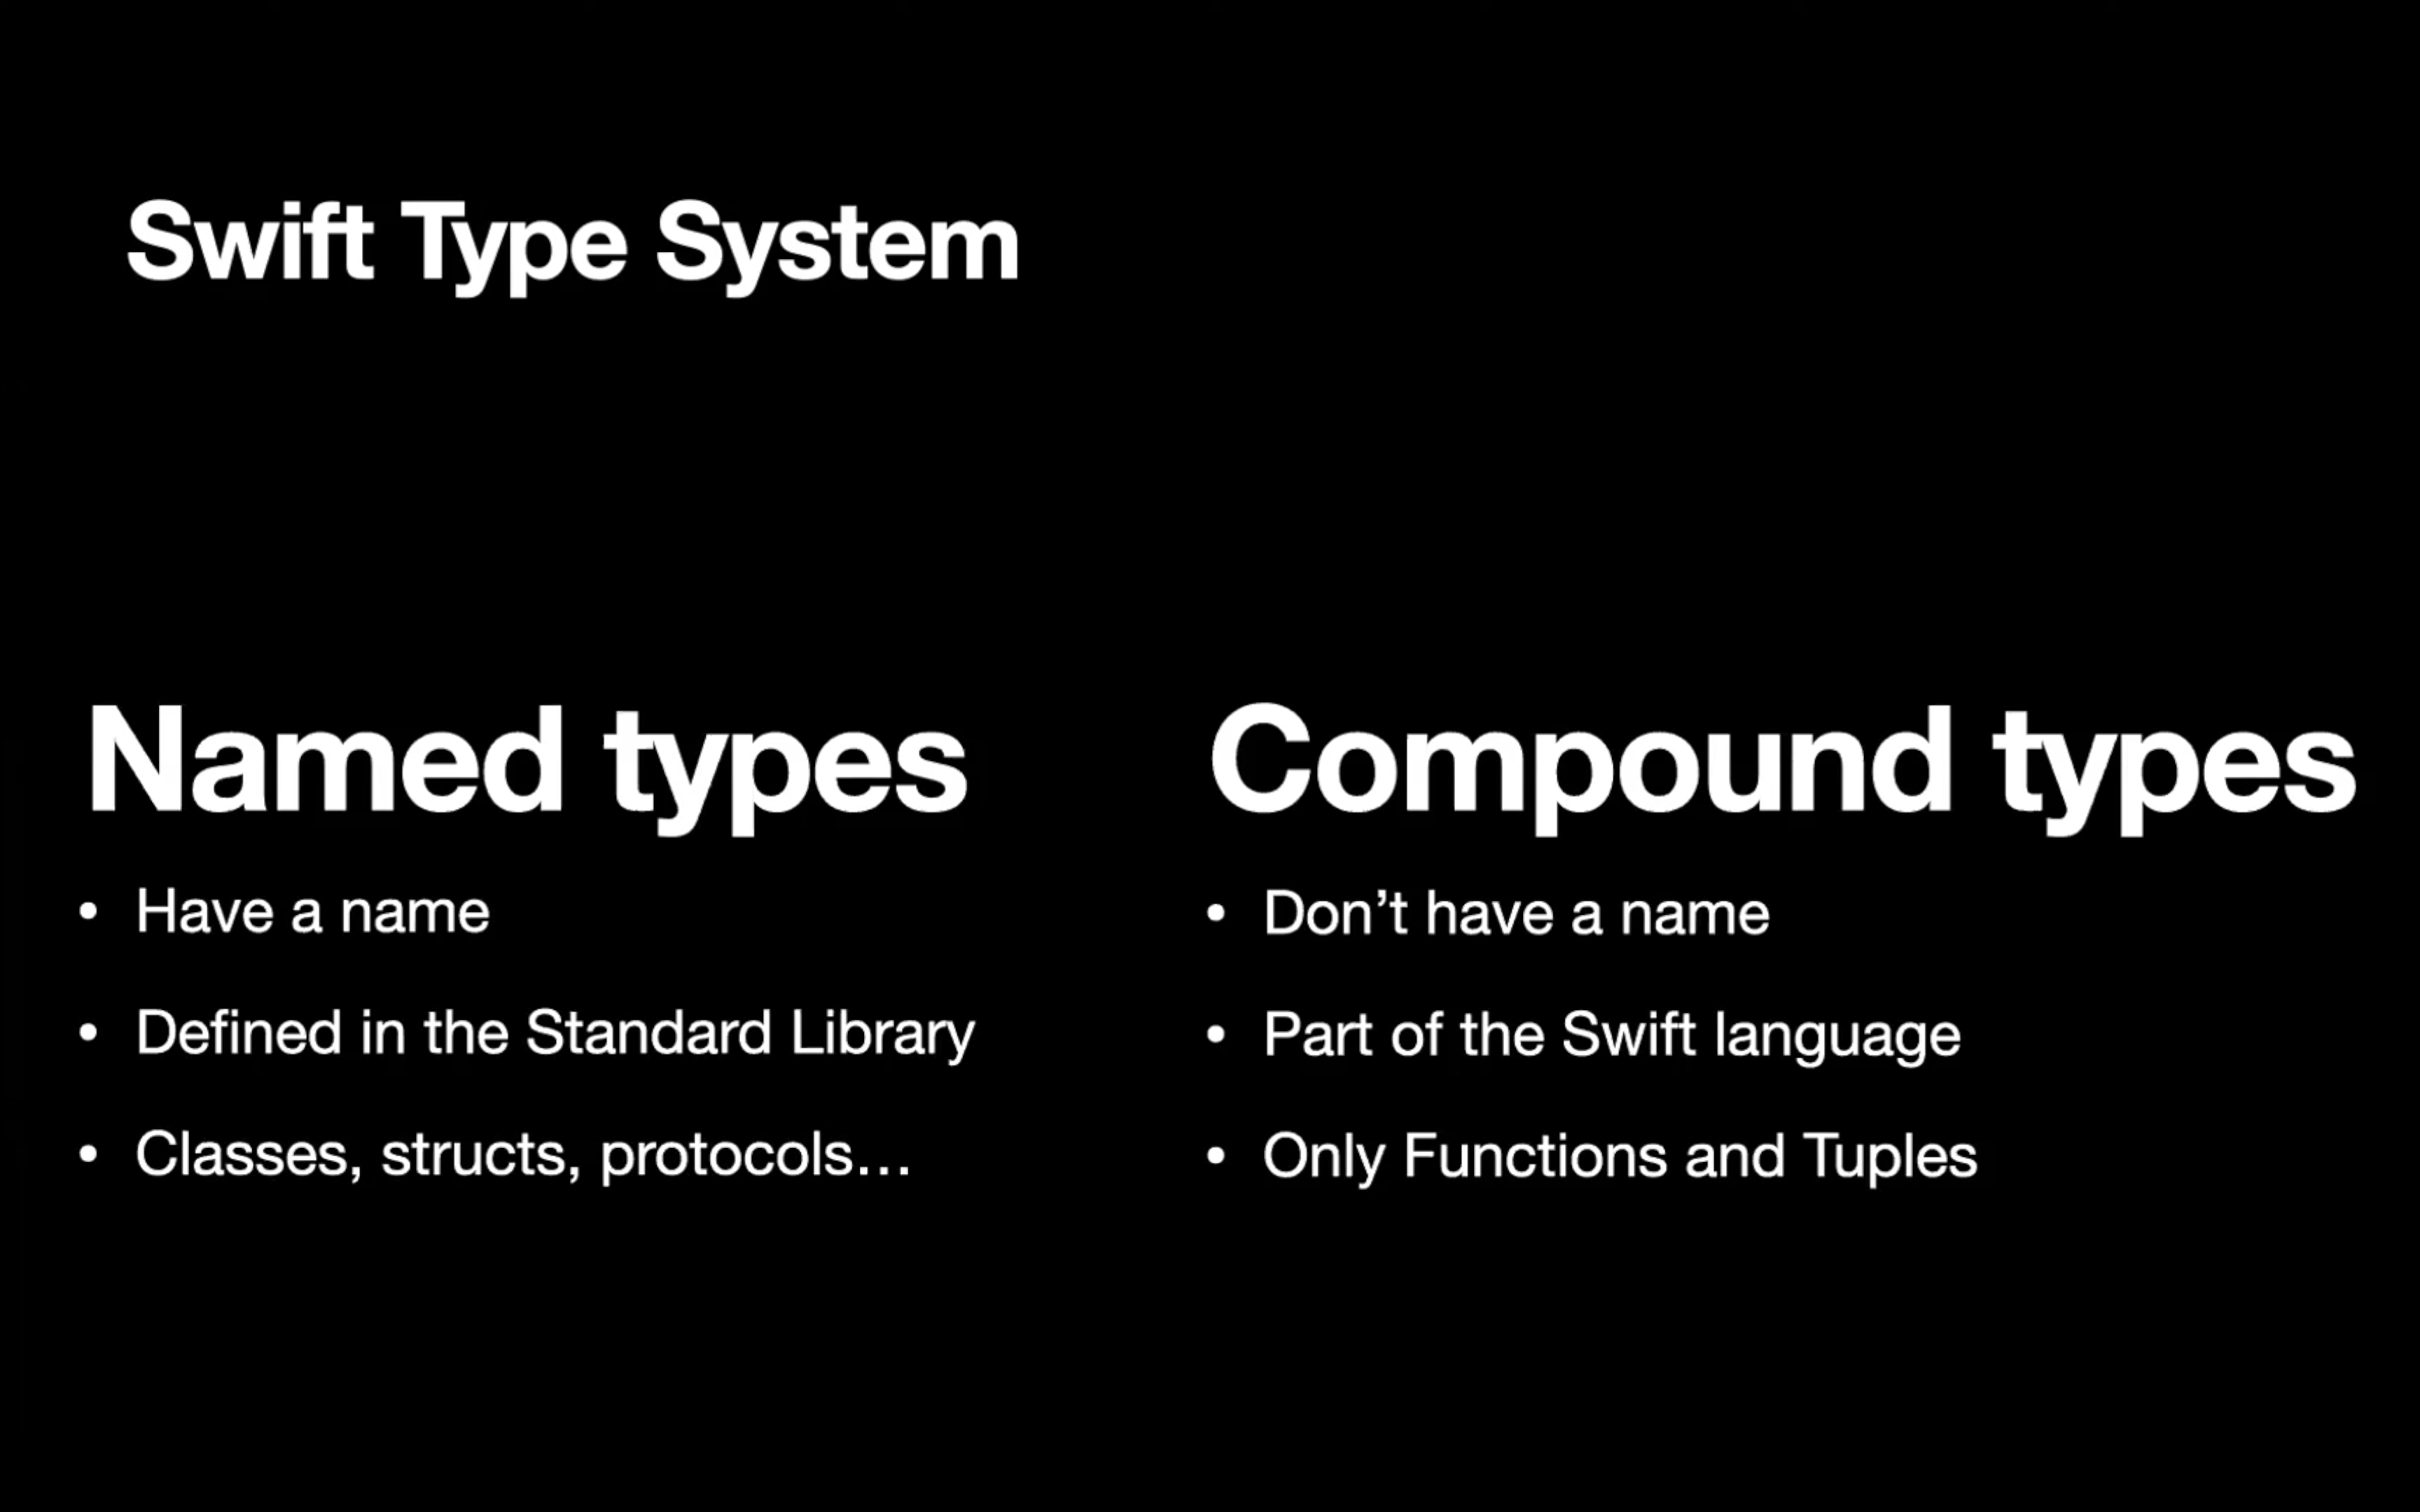 Swift Type System
Named types
• Have a name
• Defined in the Standard Library
• Classes, structs, protocols…
Compound types
• Don’t have a name
• Part of the Swift language
• Only Functions and Tuples